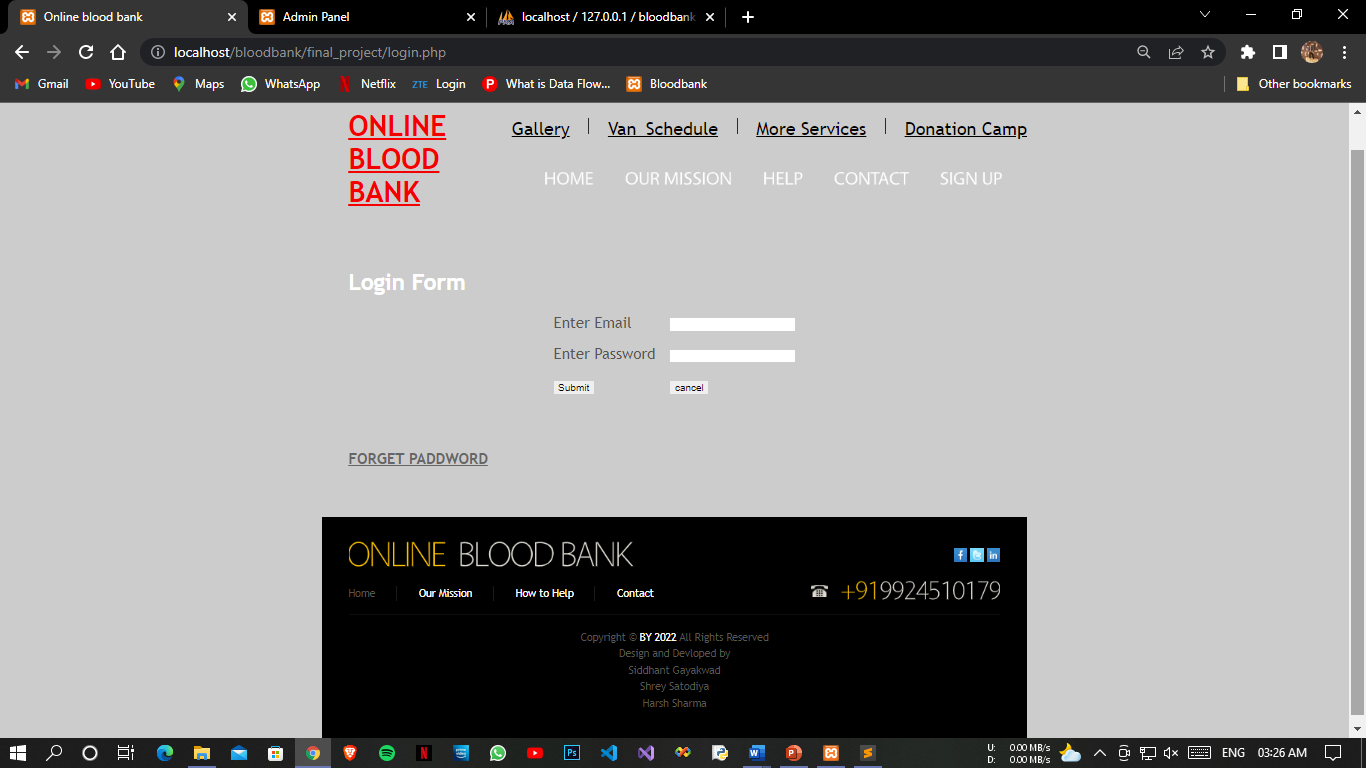 Online blood bank
Admin Panel
localhost / 127.0.0.1 / bloodbank
localhost/bloodbank/final_project/login.php
Gmail
YouTube
Maps
WhatsApp
Netflix
ZTE
Login
What is Data Flow...
Bloodbank
Other bookmarks
ONLINE
BLOOD
BANK
Gallery
Van Schedule
More Services
Donation Camp
HOME
OUR MISSION
HELP
CONTACT
SIGN UP
Login Form
Enter Email
Enter Password
Submit
cancel
FORGET PADDWORD
ONLINE BLOOD BANK
Home
Our Mission
How to Help
Contact
+919924510179
Copyright © BY 2022 All Rights Reserved
Design and Devloped by
Siddhant Gayakwad
Shrey Satodiya
Harsh Sharma
U: 0.00 MB/s
D: 0.00 MB/s
ENG
03:26 AM